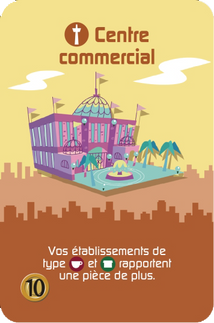 Centre
commercial
Vos établissements de
type et rapportent
une pièce de plus.
10